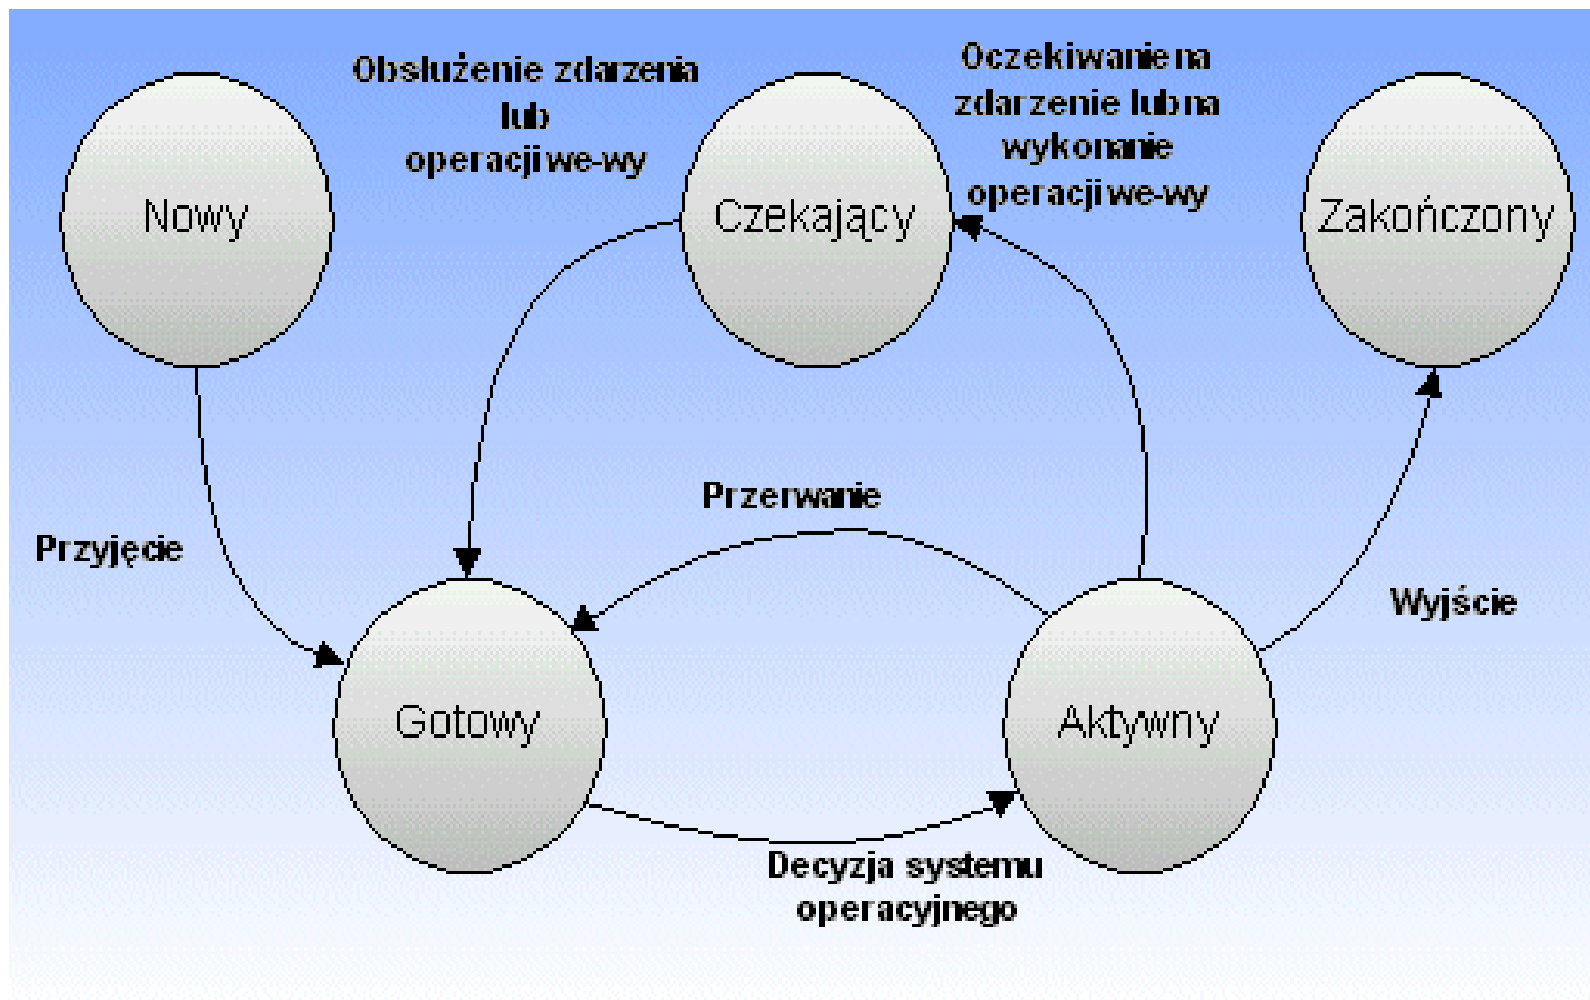 Obsłużenie zdarzenia
lub
operacji we-wy
Oczekiwanie na
zdarzenie lub na
wykonanie
operacji we-wy
Nowy
Czekający
Zakończony
Przerwanie
Przyjęcie
Wyjście
Gotowy
Aktywny
Decyzja systemu
operacyjnego